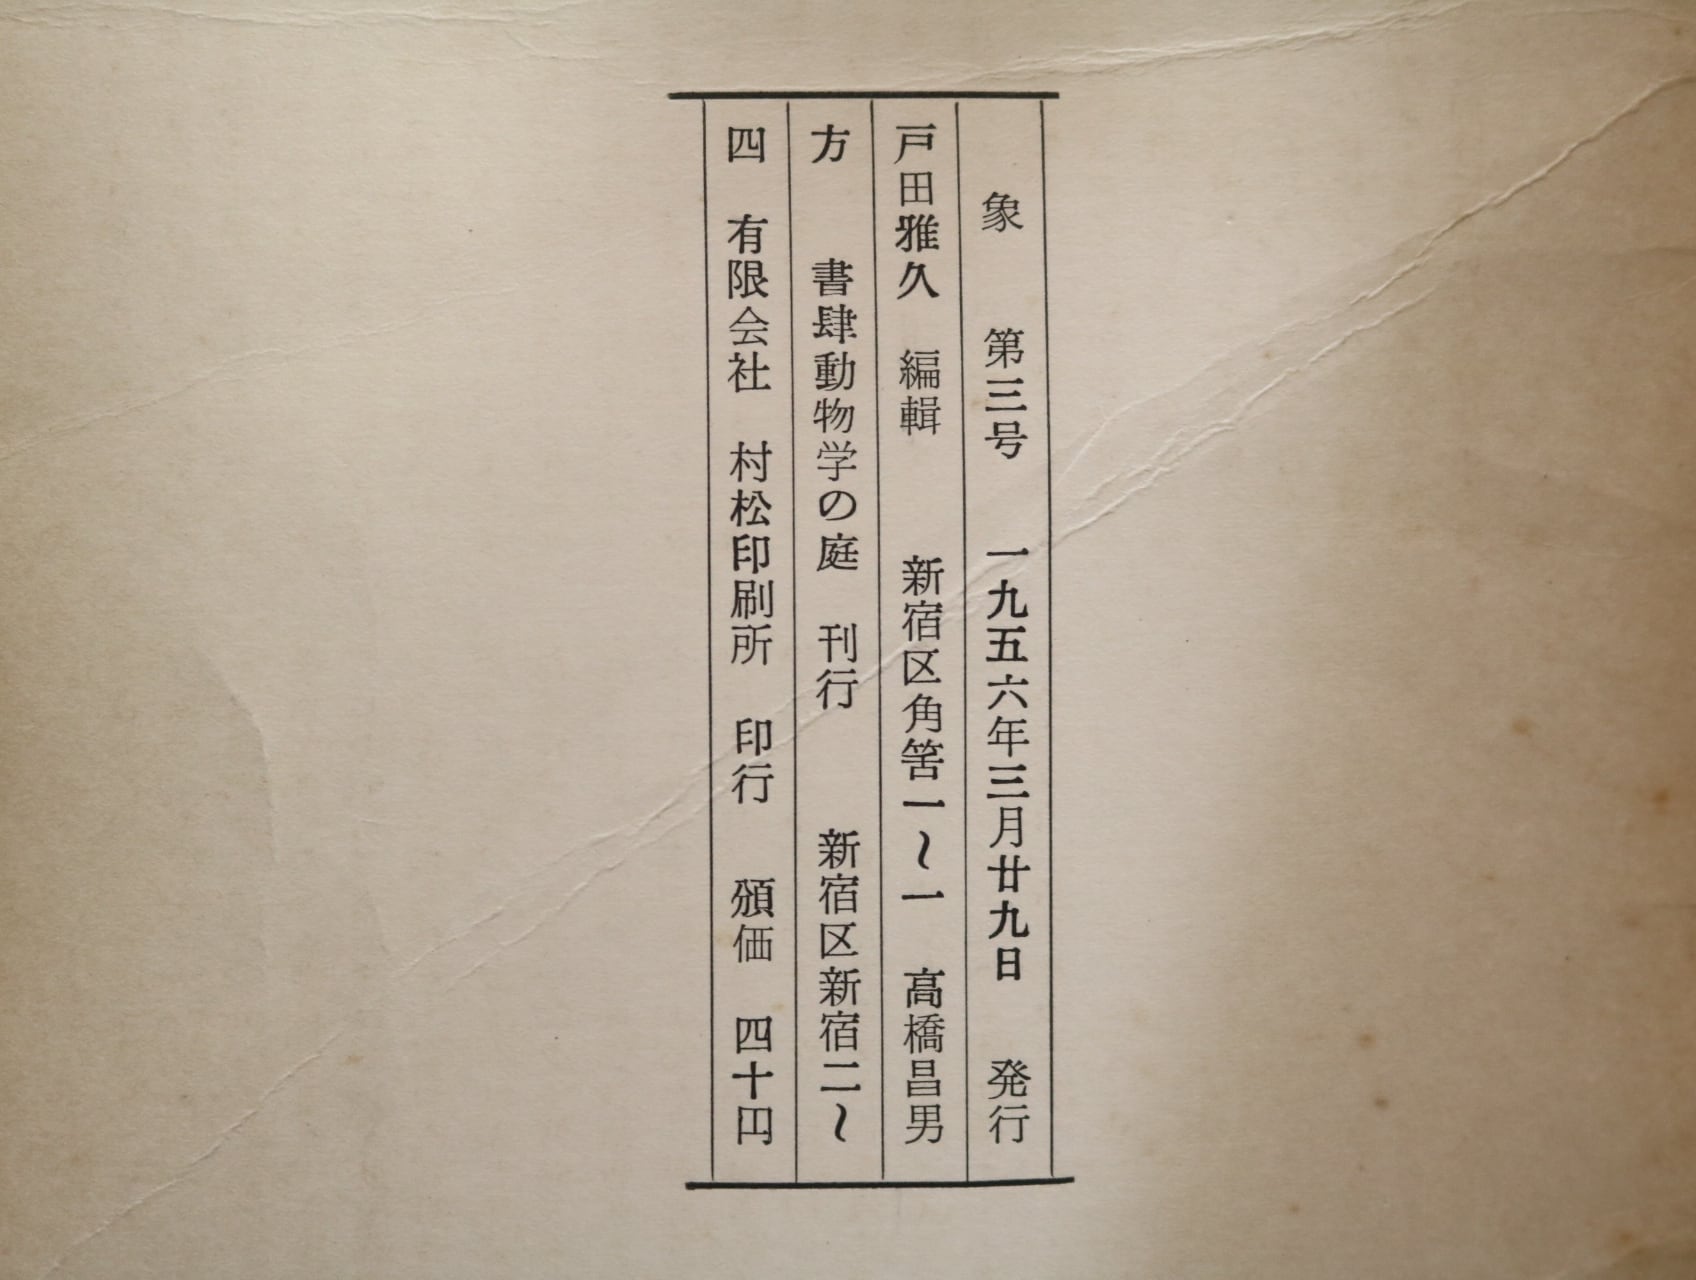 象　第三号　一九五六年三月廿九日　発行
戸田雅久　編輯　新宿区角筈一〜一　高橋昌男
方　書肆動物学の庭　刊行　新宿区新宿二〜
四　有限会社　村松印刷所　印行　頒価　四十円